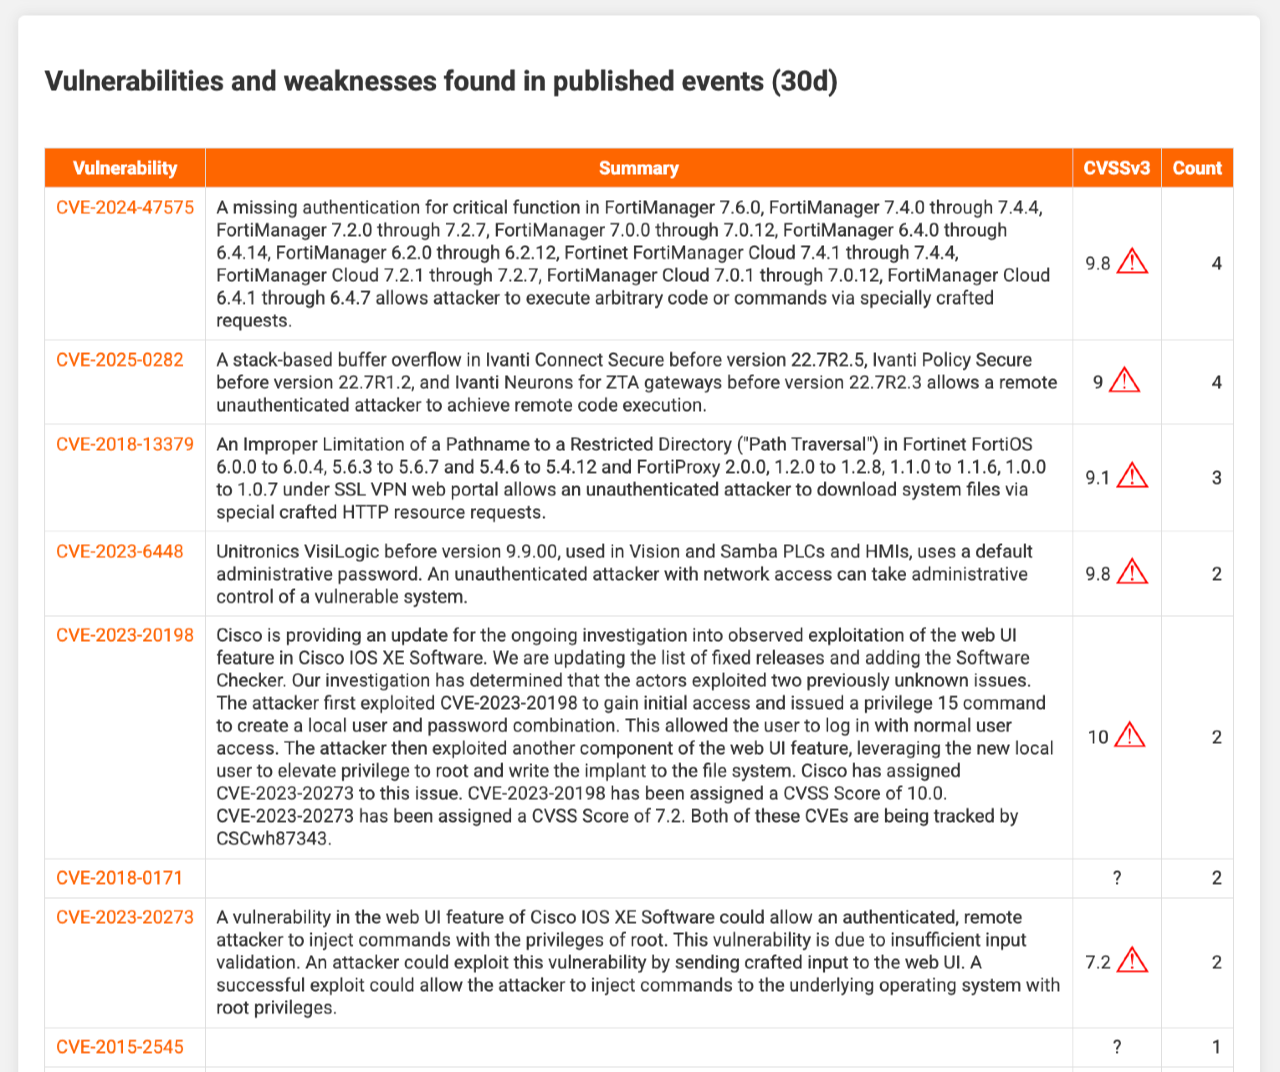 Vulnerabilities and weaknesses found in published events (30d)
Vulnerability Summary CVSSv3 Count
CVE-2024-47575 A missing authentication for critical function in FortiManager 7.6.0, FortiManager 7.4.0 through 7.4.4,
FortiManager 7.2.0 through 7.2.7, FortiManager 7.0.0 through 7.0.12, FortiManager 6.4.0 through
6.4.14, FortiManager 6.2.0 through 6.2.12, Fortinet FortiManager Cloud 7.4.1 through 7.4.4,
FortiManager Cloud 7.2.1 through 7.2.7, FortiManager Cloud 7.0.1 through 7.0.12, FortiManager Cloud
6.4.1 through 6.4.7 allows attacker to execute arbitrary code or commands via specially crafted
requests.
9.8 4
CVE-2025-0282 A stack-based buffer overflow in Ivanti Connect Secure before version 22.7R2.5, Ivanti Policy Secure
before version 22.7R1.2, and Ivanti Neurons for ZTA gateways before version 22.7R2.3 allows a remote
unauthenticated attacker to achieve remote code execution.
9 4
CVE-2018-13379 An Improper Limitation of a Pathname to a Restricted Directory ("Path Traversal") in Fortinet FortiOS
6.0.0 to 6.0.4, 5.6.3 to 5.6.7 and 5.4.6 to 5.4.12 and FortiProxy 2.0.0, 1.2.0 to 1.2.8, 1.1.0 to 1.1.6, 1.0.0
to 1.0.7 under SSL VPN web portal allows an unauthenticated attacker to download system files via
special crafted HTTP resource requests.
9.1 3
CVE-2023-6448 Unitronics VisiLogic before version 9.9.00, used in Vision and Samba PLCs and HMIs, uses a default
administrative password. An unauthenticated attacker with network access can take administrative
control of a vulnerable system.
9.8 2
CVE-2023-20198 Cisco is providing an update for the ongoing investigation into observed exploitation of the web UI
feature in Cisco IOS XE Software. We are updating the list of fixed releases and adding the Software
Checker. Our investigation has determined that the actors exploited two previously unknown issues.
The attacker first exploited CVE-2023-20198 to gain initial access and issued a privilege 15 command
to create a local user and password combination. This allowed the user to log in with normal user
access. The attacker then exploited another component of the web UI feature, leveraging the new local
user to elevate privilege to root and write the implant to the file system. Cisco has assigned
CVE-2023-20273 to this issue. CVE-2023-20198 has been assigned a CVSS Score of 10.0.
CVE-2023-20273 has been assigned a CVSS Score of 7.2. Both of these CVEs are being tracked by
CSCwh87343.
10 2
CVE-2018-0171 ? 2
CVE-2023-20273 A vulnerability in the web UI feature of Cisco IOS XE Software could allow an authenticated, remote
attacker to inject commands with the privileges of root. This vulnerability is due to insufficient input
validation. An attacker could exploit this vulnerability by sending crafted input to the web UI. A
successful exploit could allow the attacker to inject commands to the underlying operating system with
root privileges.
7.2 2
CVE-2015-2545 ? 1